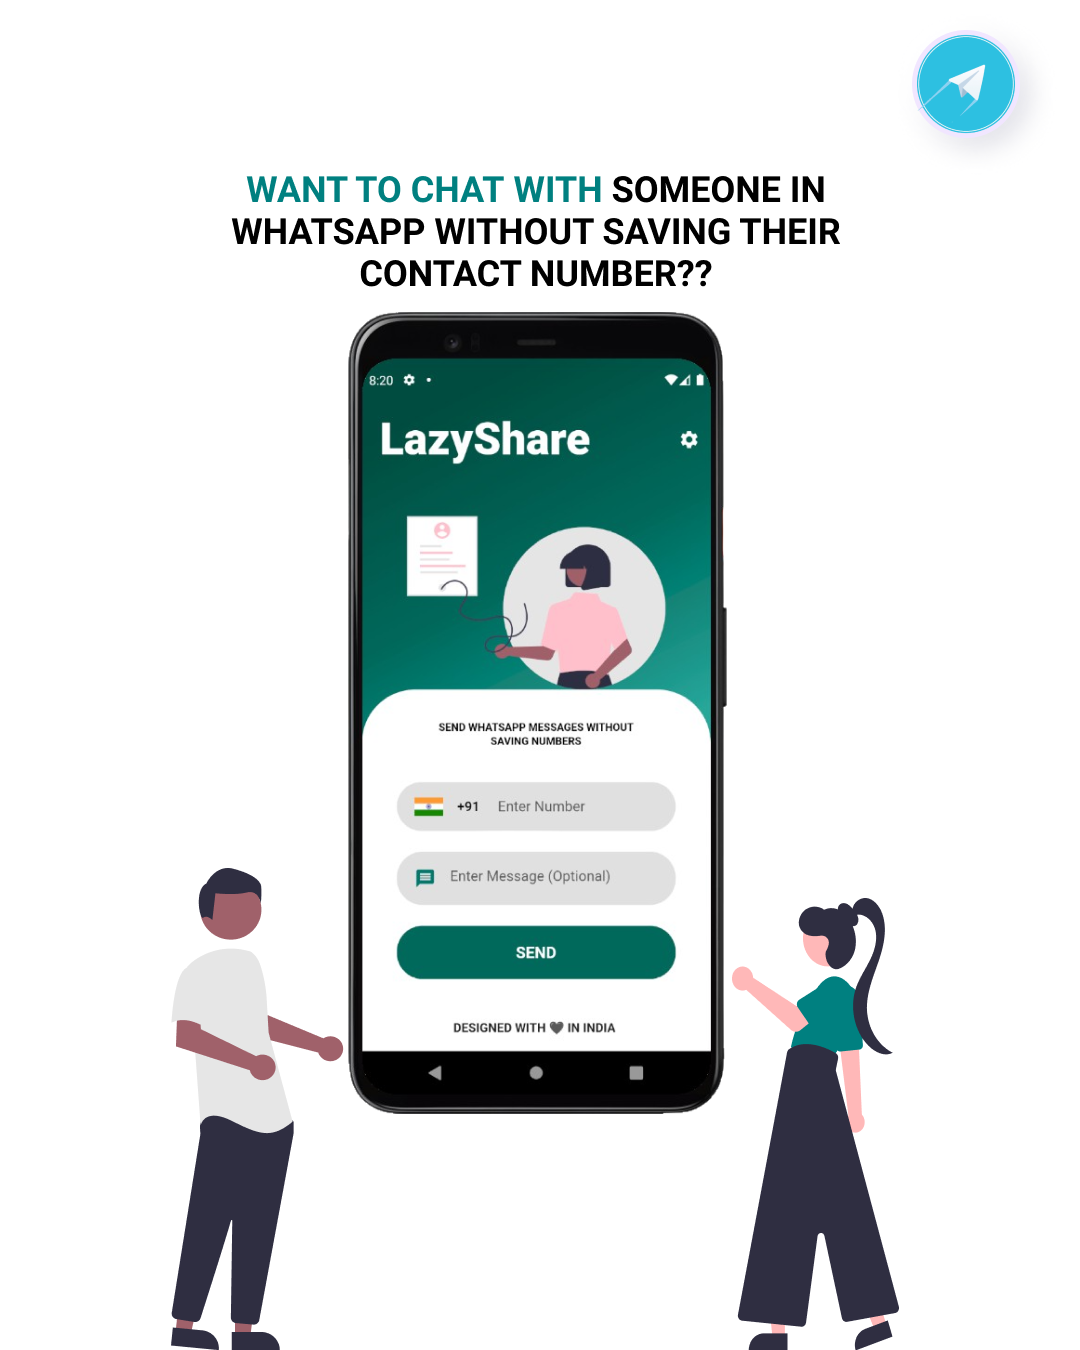 WANT TO CHAT WITH SOMEONE IN
WHATSAPP WITHOUT SAVING THEIR
CONTACT NUMBER??
8:20
LazyShare
SEND WHATSAPP MESSAGES WITHOUT
SAVING NUMBERS
+91 Enter Number
Enter Message (Optional)
SEND
DESIGNED WITH 🖤 IN INDIA